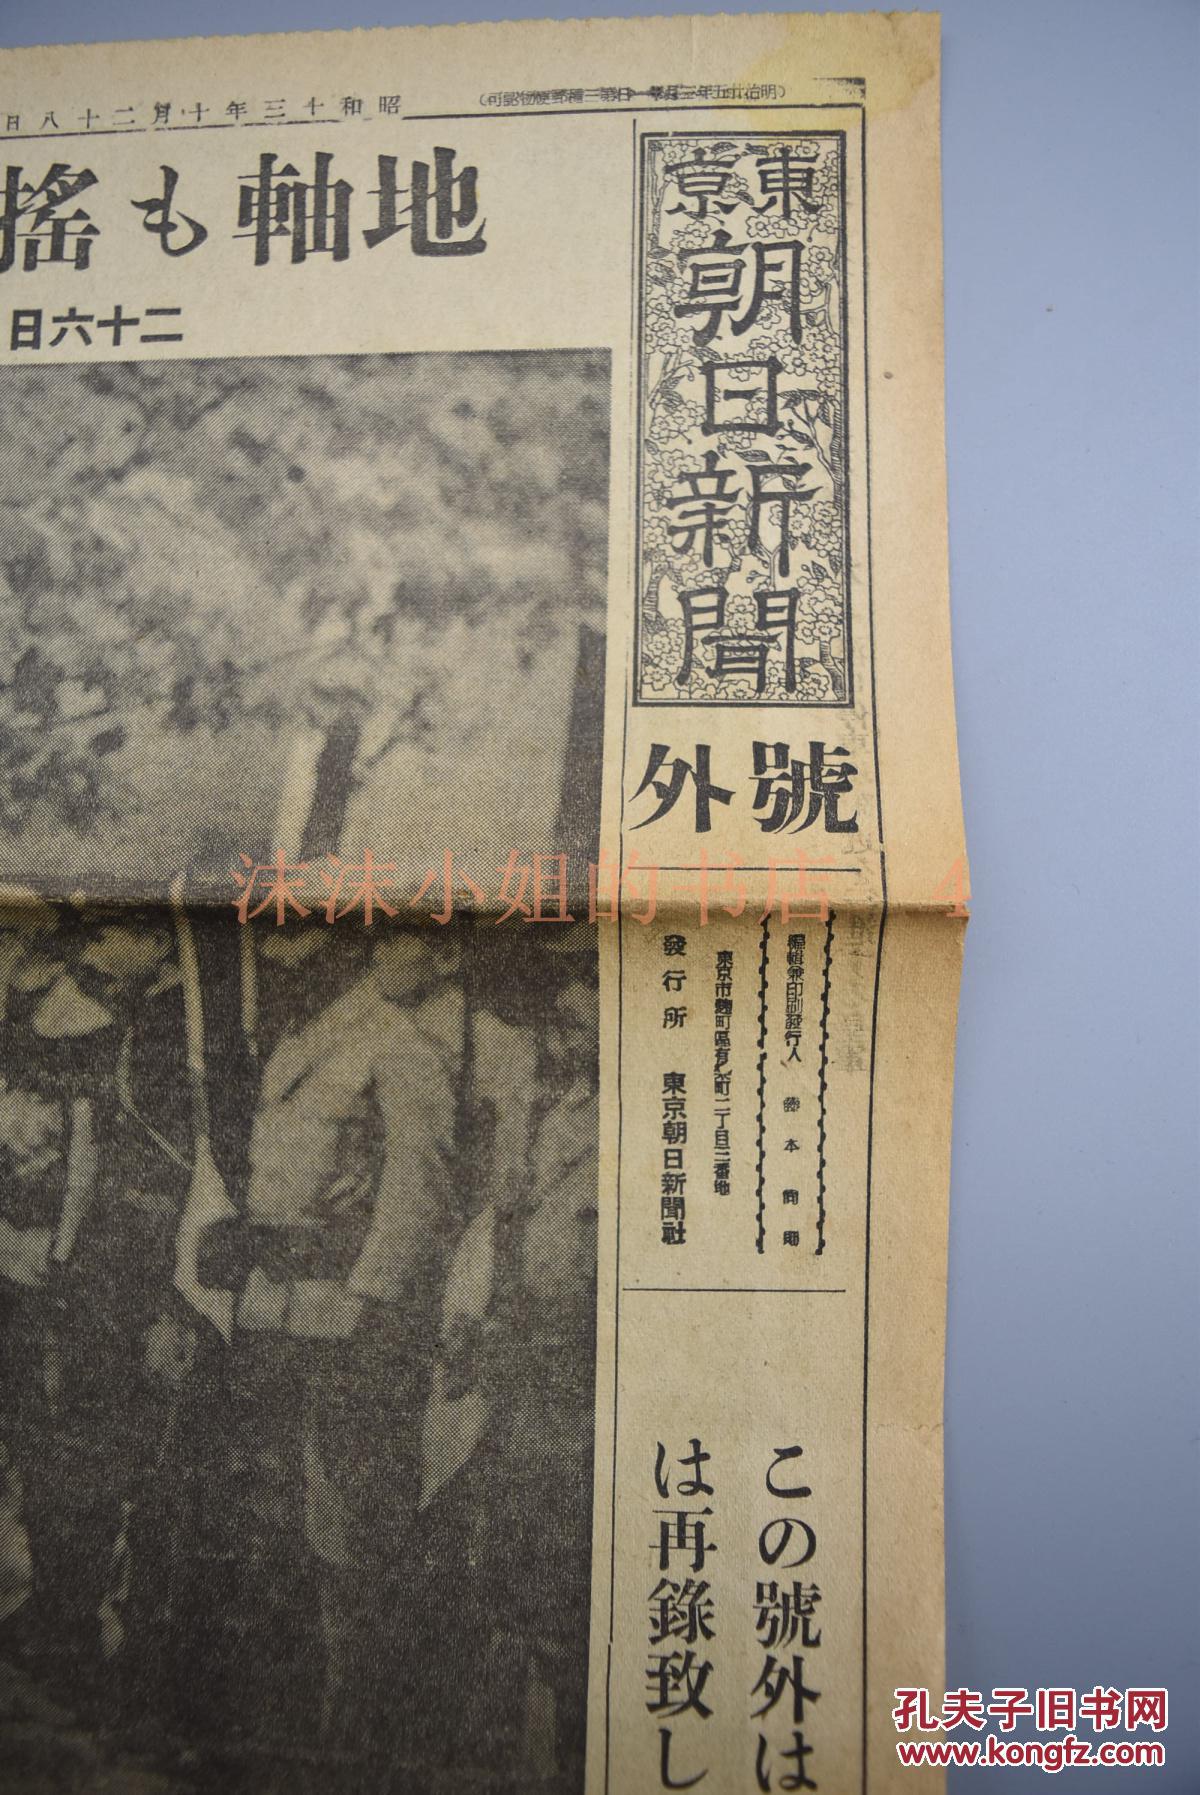 (明治廿五年三月卅一日第三種郵便物認可)
昭和十三年十月二十八日
東京
朝日新聞
號外
地軸も搖
二十六日
編輯兼印刷發行人
東京市麴町區有樂町二丁目三番地
發行所 東京朝日新聞社
この號外は
は再錄致し
沫沫小姐的书店 4
孔夫子旧书网
www.kongfz.com